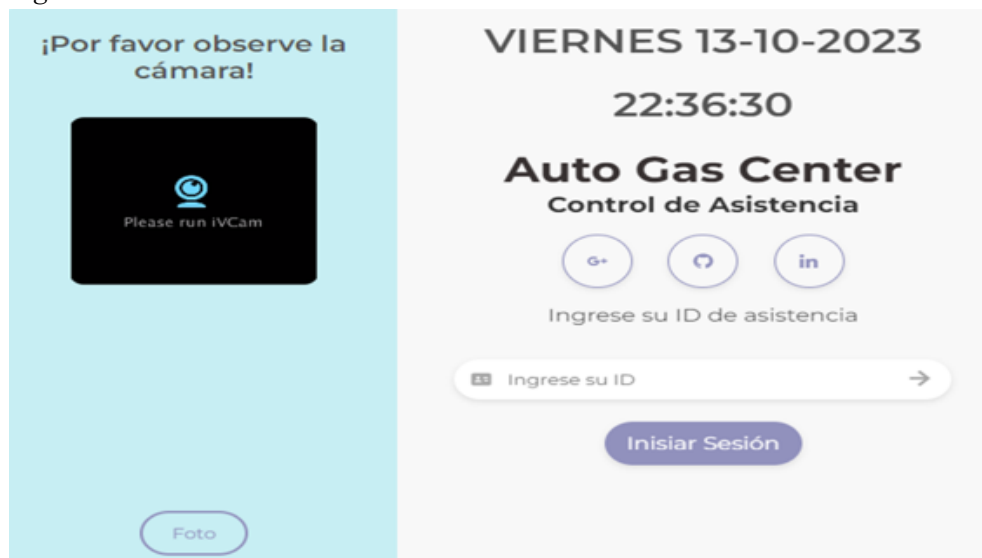 ¡Por favor observe la
cámara!
Please run iVCam
Foto
VIERNES 13-10-2023
22:36:30
Auto Gas Center
Control de Asistencia
G+
in
Ingrese su ID de asistencia
Ingrese su ID
Inisiar Sesión